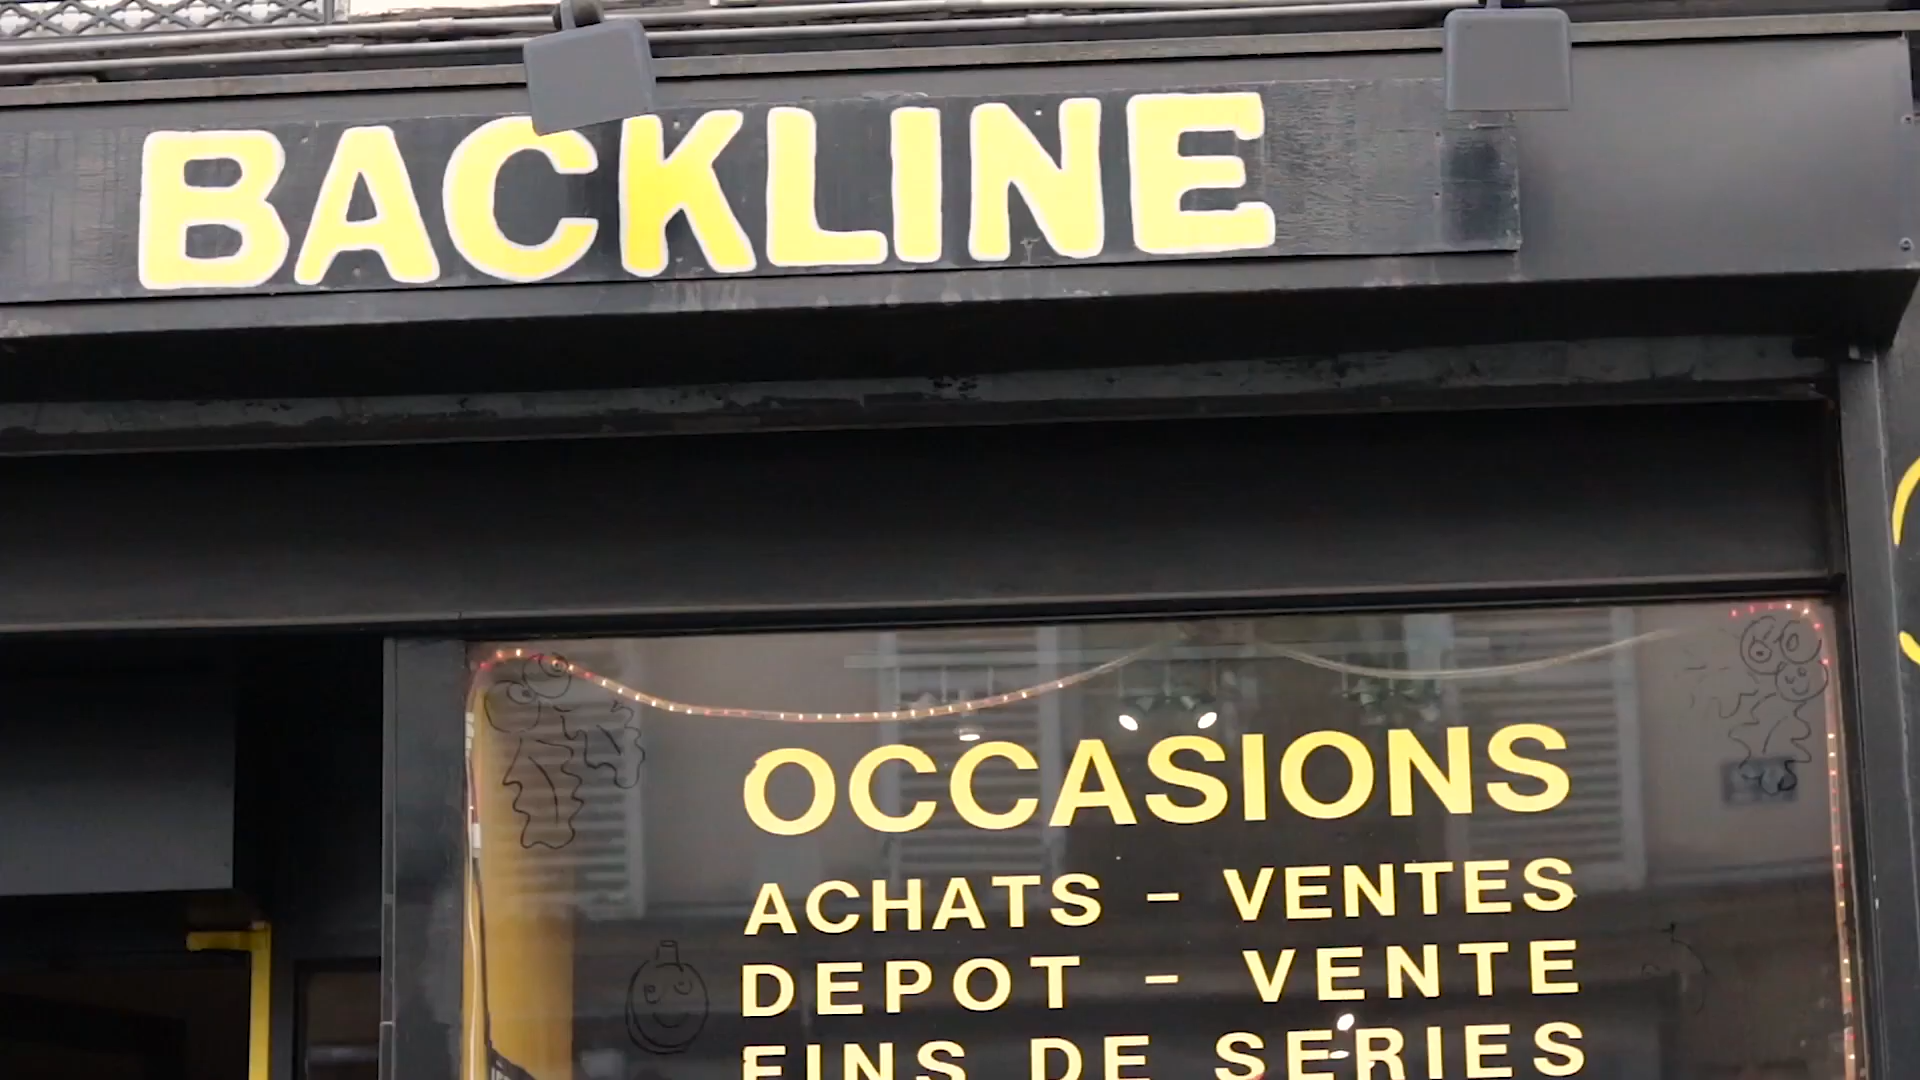 BACKLINE
OCCASIONS
ACHATS - VENTES
DEPOT - VENTE
FINS DE SERIES